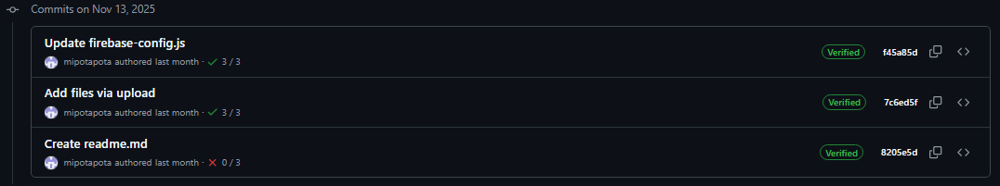 Commits on Nov 13, 2025
Update firebase-config.js
Verified f45a85d
mipotapota authored last month · 3 / 3
Add files via upload
Verified 7c6ed5f
mipotapota authored last month · 3 / 3
Create readme.md
Verified 8205e5d
mipotapota authored last month · 0 / 3